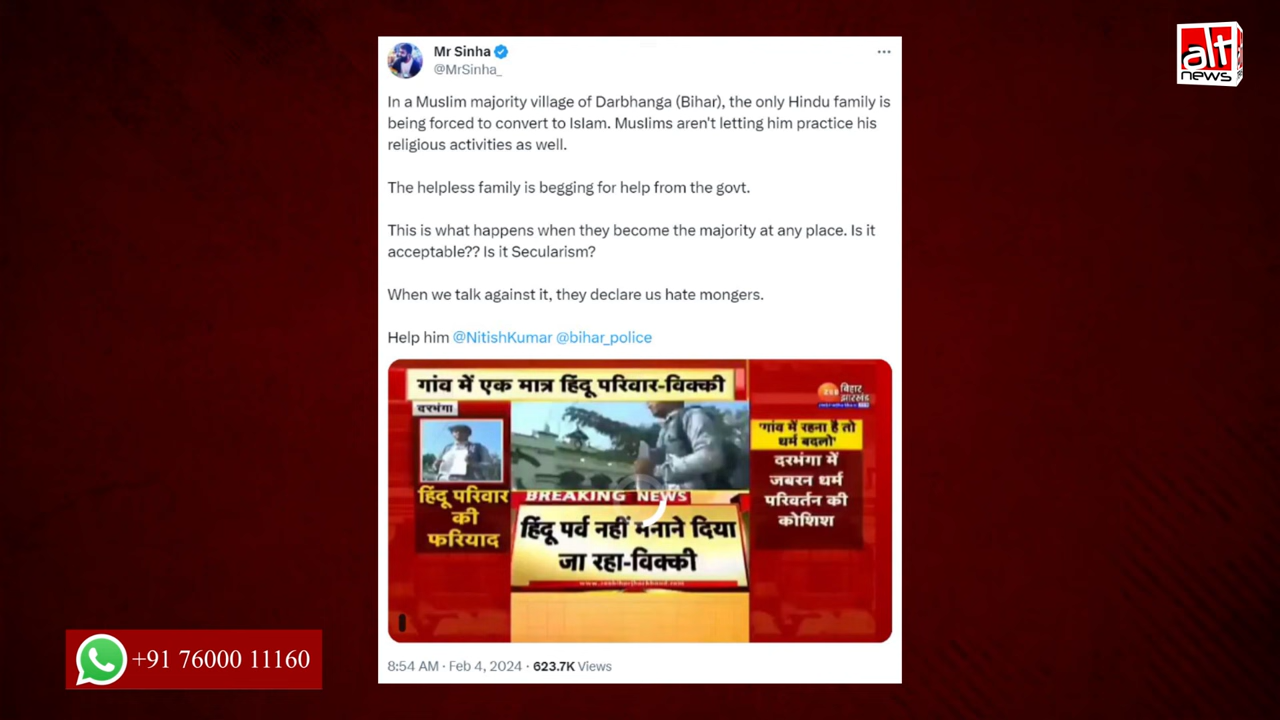 alt
news
Mr Sinha
@MrSinha_
In a Muslim majority village of Darbhanga (Bihar), the only Hindu family is
being forced to convert to Islam. Muslims aren't letting him practice his
religious activities as well.
The helpless family is begging for help from the govt.
This is what happens when they become the majority at any place. Is it
acceptable?? Is it Secularism?
When we talk against it, they declare us hate mongers.
Help him @NitishKumar @bihar_police
गांव में एक मात्र हिंदू परिवार-विक्की
दरभंगा
बिहार
झारखंड
'गांव में रहना है तो
धर्म बदलो'
दरभंगा में
जबरन धर्म
परिवर्तन की
कोशिश
हिंदू परिवार
की
फरियाद
BREAKING NEWS
हिंदू पर्व नहीं मनाने दिया
जा रहा-विक्की
8:54 AM · Feb 4, 2024 · 623.7K Views
+91 76000 11160